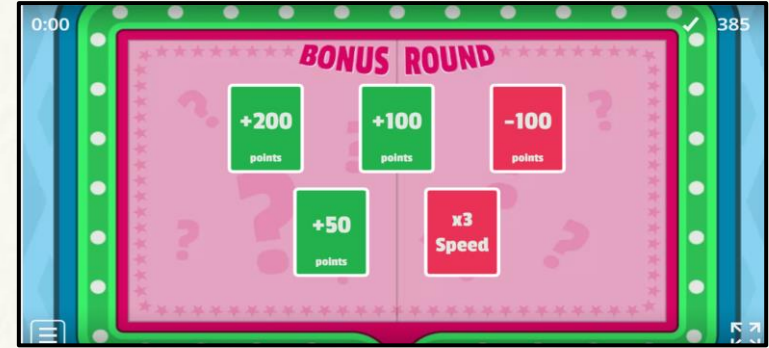 0:00
385
BONUS ROUND
+200
points
+100
points
-100
points
+50
points
x3
Speed